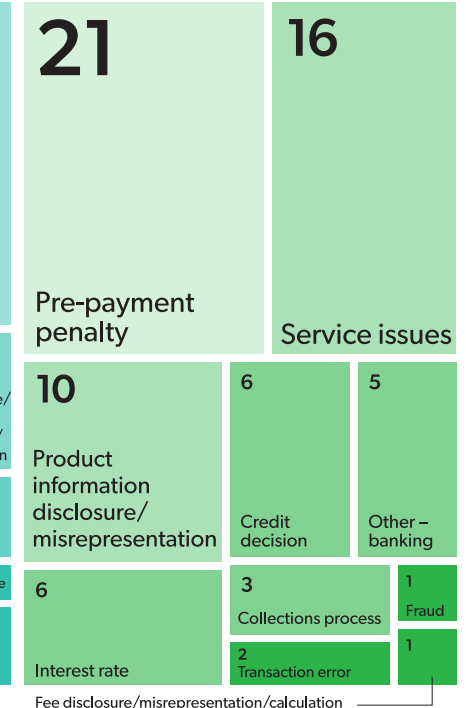 21
Pre-payment
penalty
16
Service issues
e/
/
n
e
10
Product
information
disclosure/
misrepresentation
6
Credit
decision
5
Other –
banking
6
Interest rate
3
Collections process
2
Transaction error
1
Fraud
1
Fee disclosure/misrepresentation/calculation